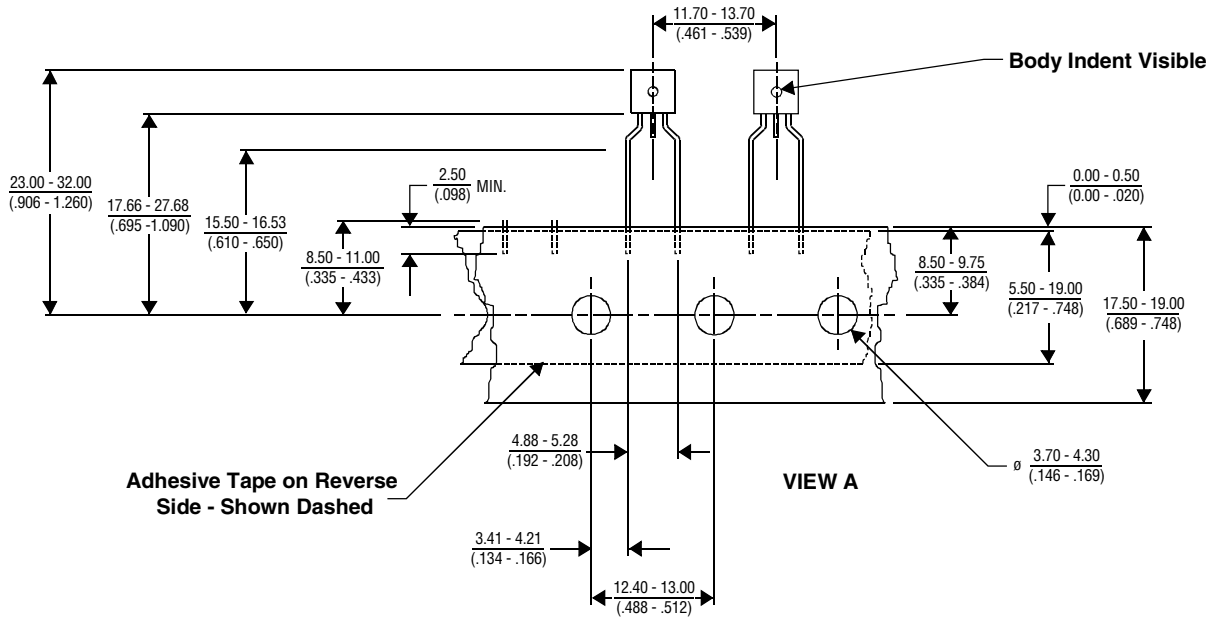 11.70 - 13.70
(.461 - .539)
Body Indent Visible
23.00 - 32.00
(.906 - 1.260)
17.66 - 27.68
(.695 -1.090)
15.50 - 16.53
(.610 - .650)
2.50
(.098)
MIN.
0.00 - 0.50
(0.00 - .020)
8.50 - 11.00
(.335 - .433)
8.50 - 9.75
(.335 - .384)
5.50 - 19.00
(.217 - .748)
17.50 - 19.00
(.689 - .748)
4.88 - 5.28
(.192 - .208)
Adhesive Tape on Reverse
Side - Shown Dashed
VIEW A
ø 3.70 - 4.30
(.146 - .169)
3.41 - 4.21
(.134 - .166)
12.40 - 13.00
(.488 - .512)